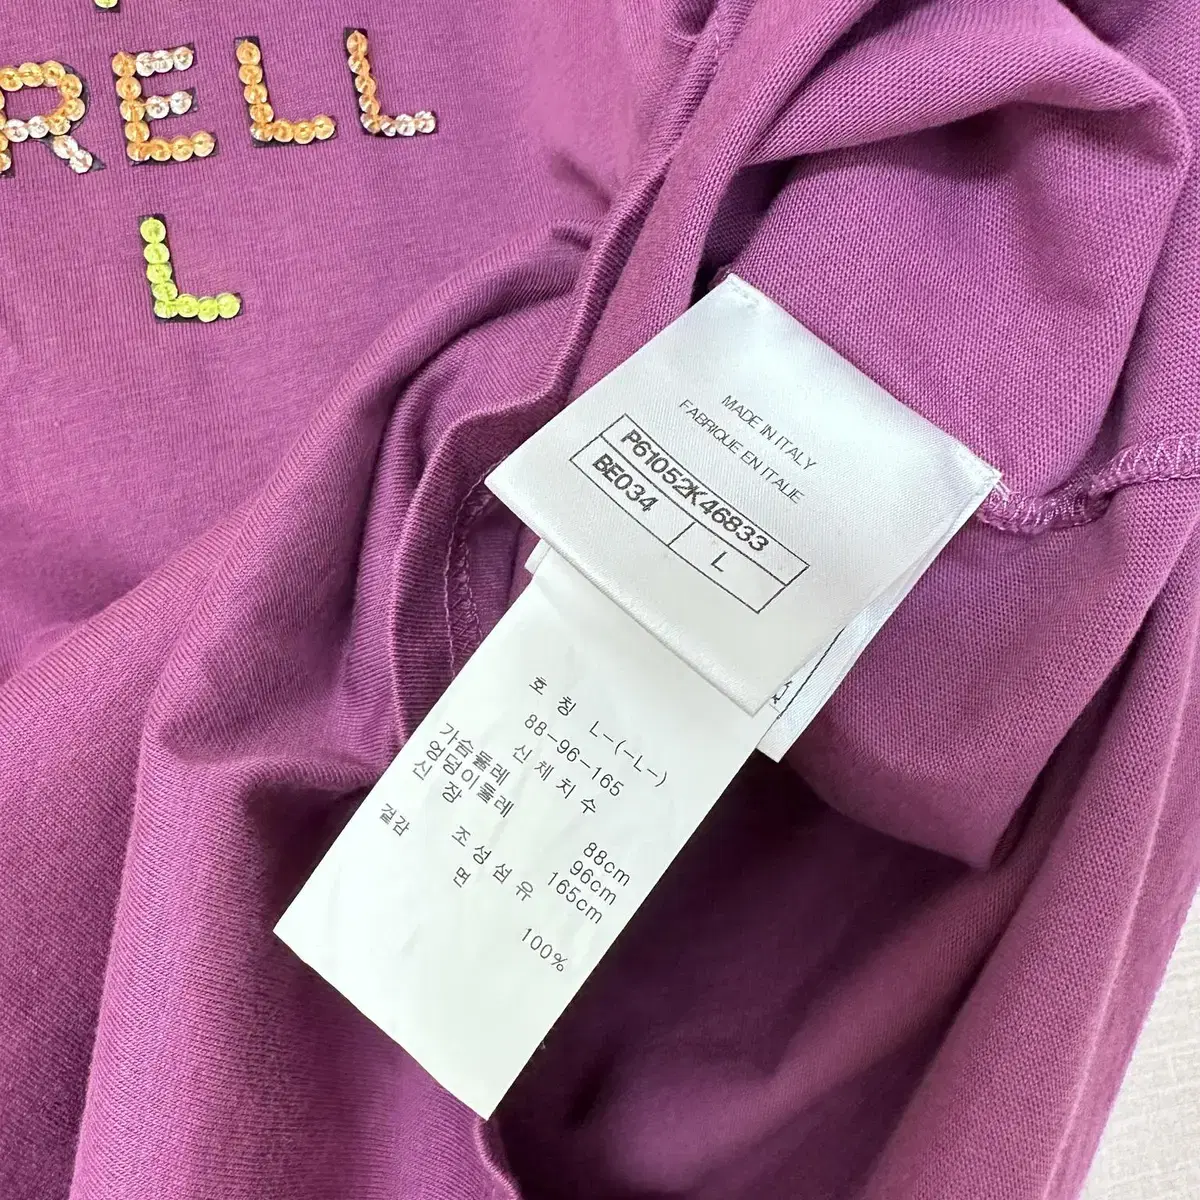 RELL
L
MADE IN ITALY
FABRIQUE EN ITALIE
P61052K46833
BE034 L
호 칭 L-(-L-)
88-96-165
신 체 치 수
가슴둘레 88cm
엉덩이둘레 96cm
신 장 165cm
조 성 섬 유
겉감 면 100%